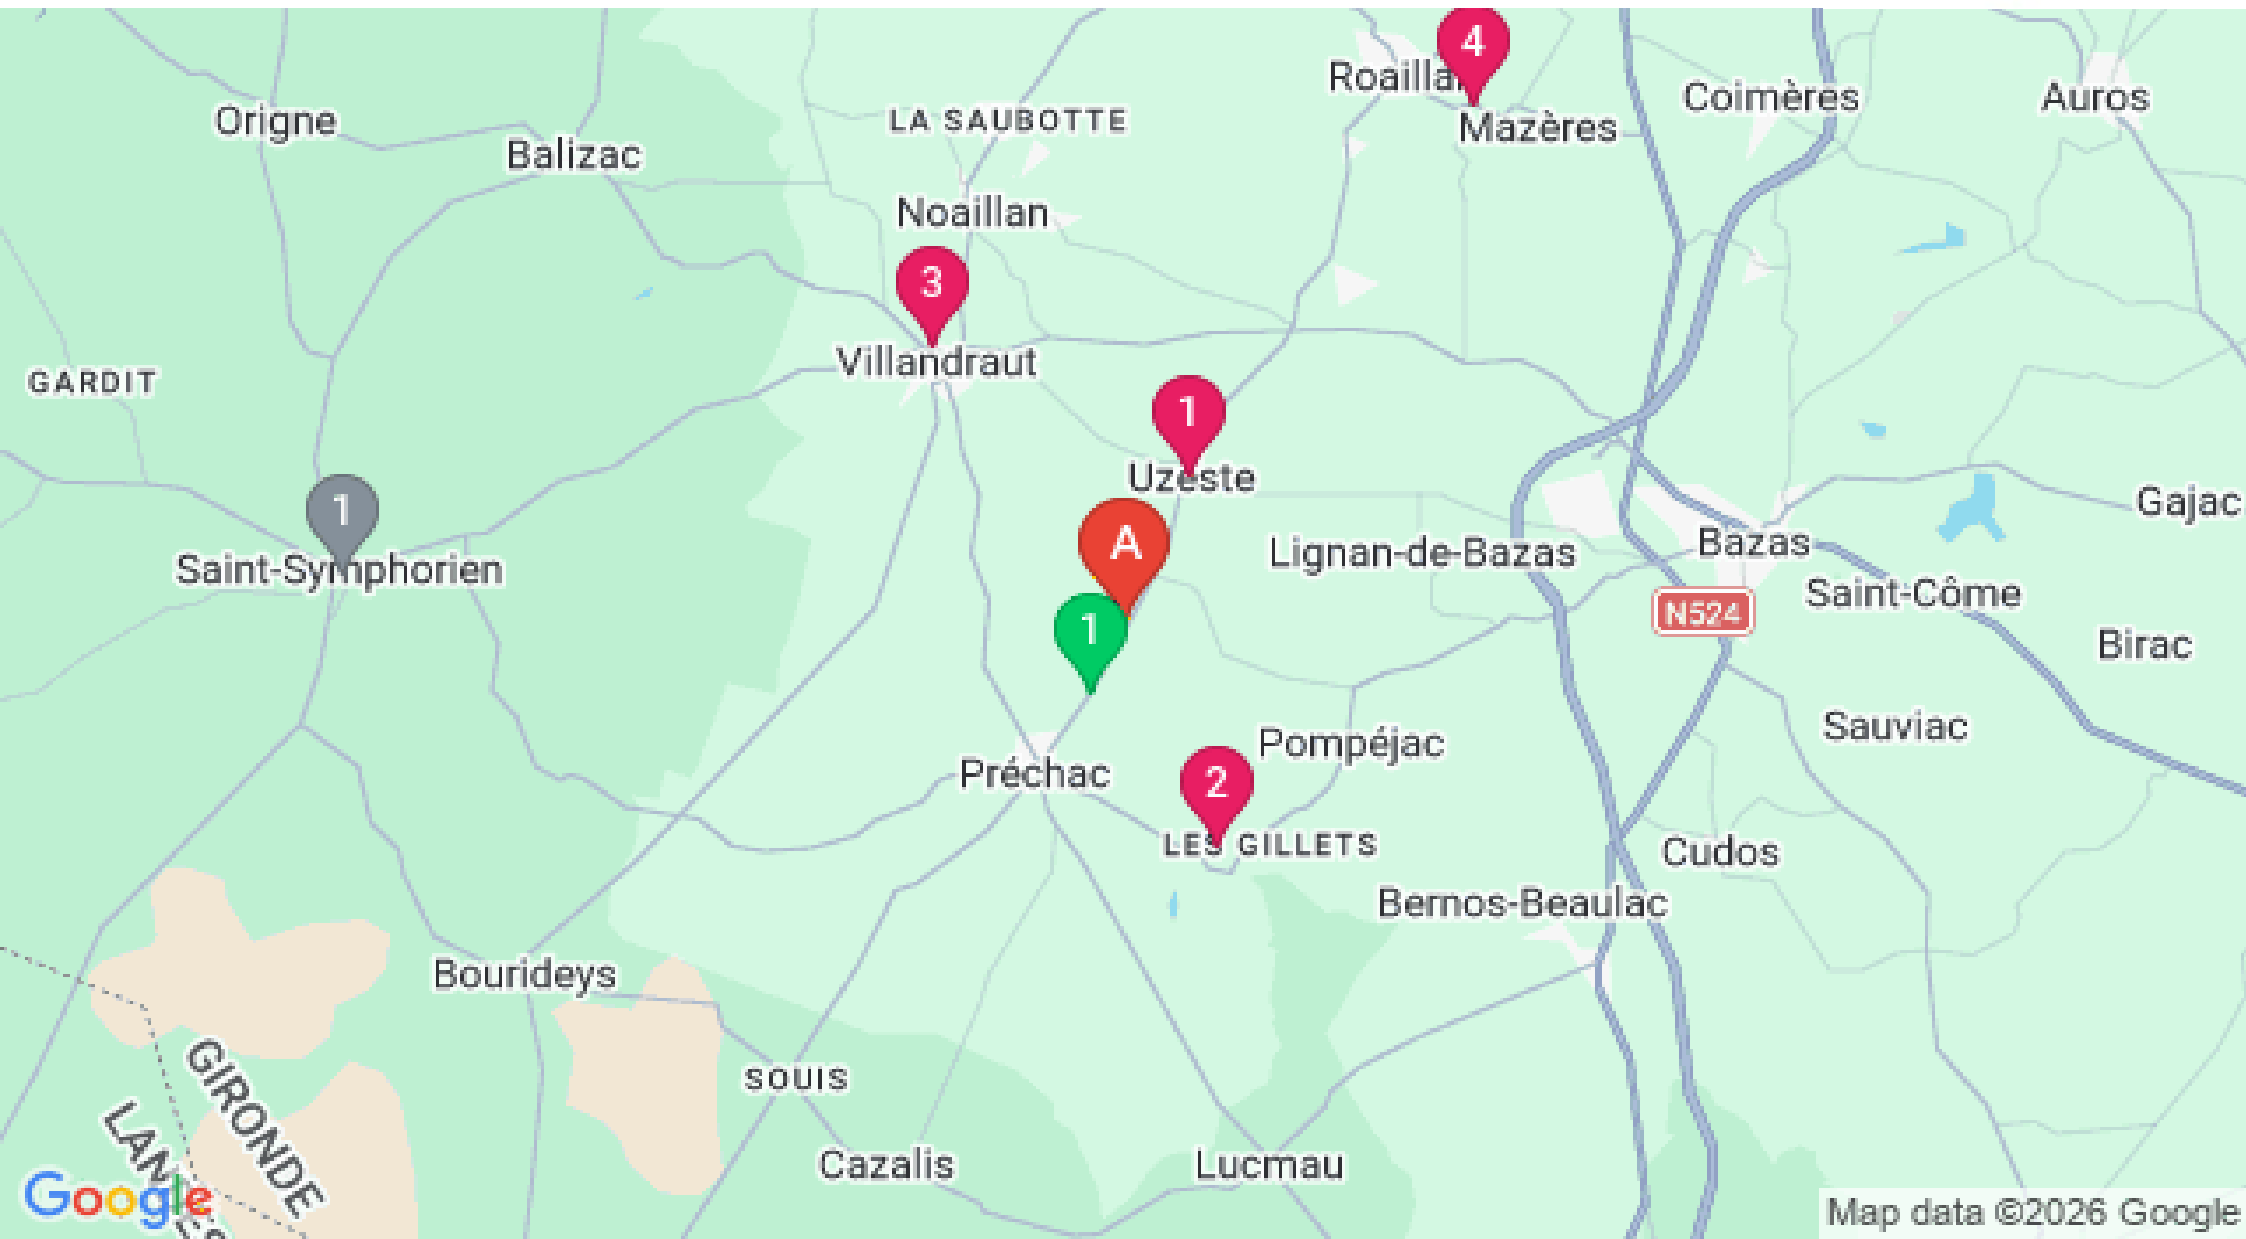 4
Roailla
Coimères
Auros
Origne
LA SAUBOTTE
Mazères
Balizac
Noaillan
3
Villandraut
GARDIT
1
Uzeste
1
Saint-Symphorien
Gajac
A
Lignan-de-Bazas
Bazas
Saint-Côme
N524
1
Birac
Sauviac
Pompéjac
Préchac
2
LES GILLETS
Cudos
Bernos-Beaulac
Bourideys
SOUIS
GIRONDE
Cazalis
Lucmau
Google
Map data ©2026 Google